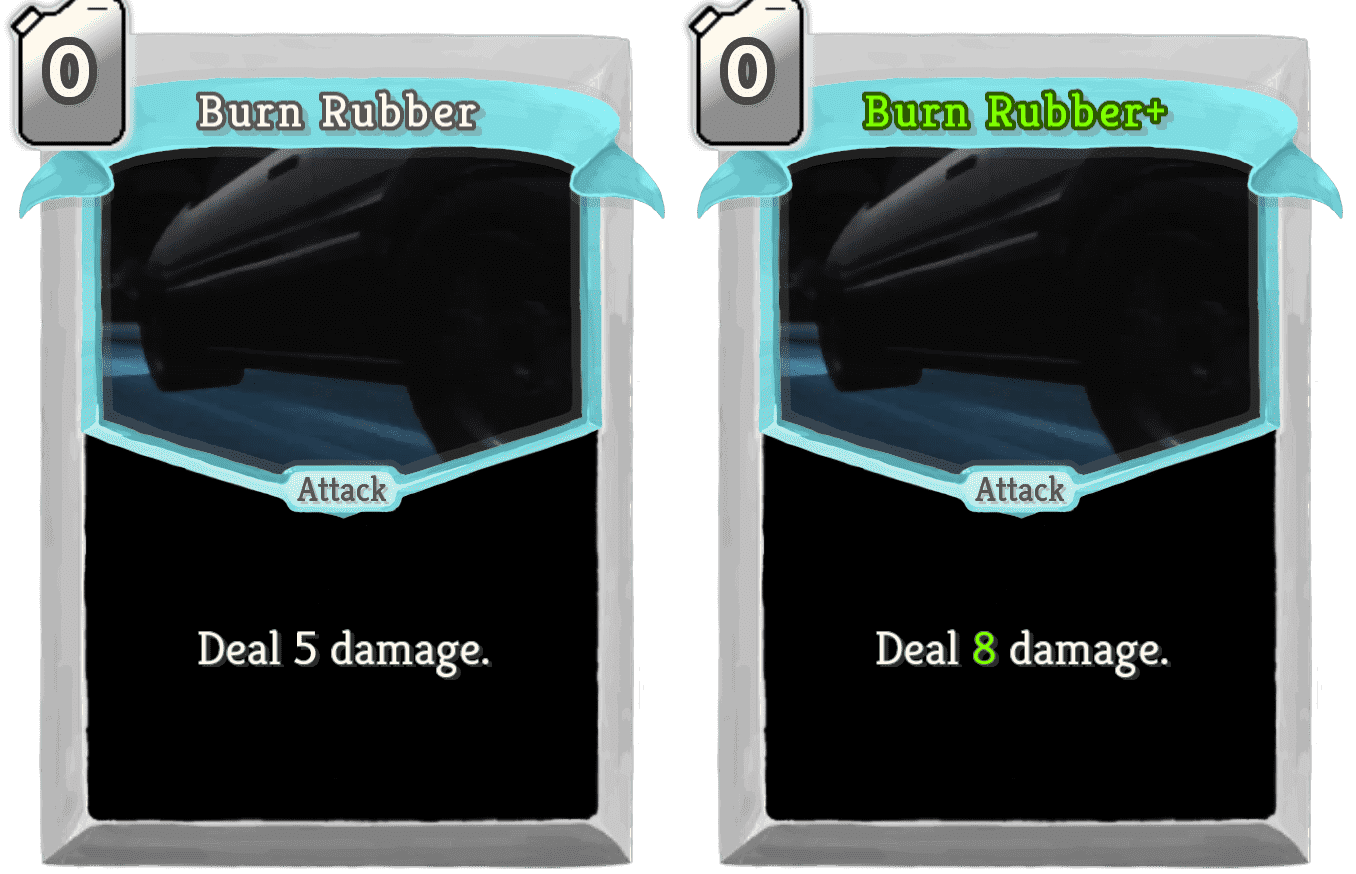 0
Burn Rubber
Attack
Deal 5 damage.
0
Burn Rubber+
Attack
Deal 8 damage.